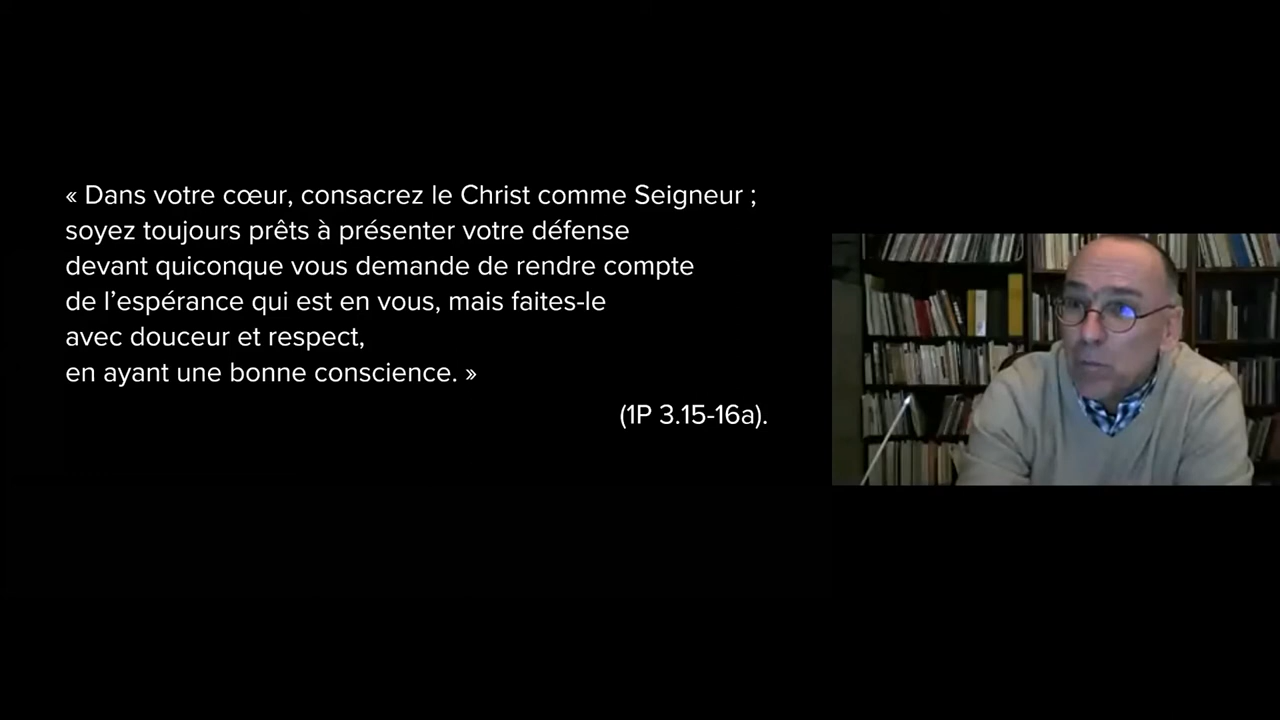 « Dans votre cœur, consacrez le Christ comme Seigneur ;
soyez toujours prêts à présenter votre défense
devant quiconque vous demande de rendre compte
de l’espérance qui est en vous, mais faites-le
avec douceur et respect,
en ayant une bonne conscience. »
(1P 3.15-16a).